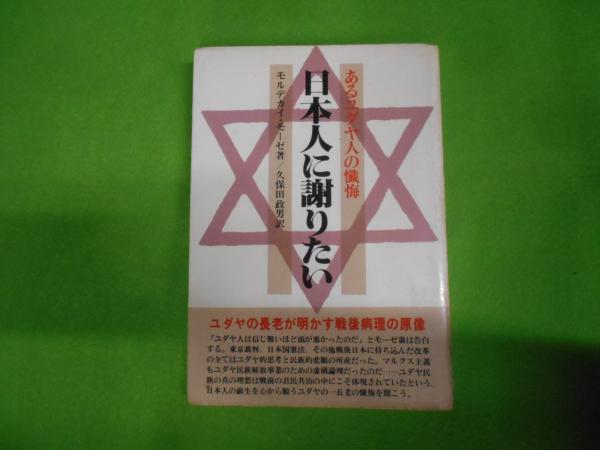 あるユダヤ人の懺悔
日本人に謝りたい
モルデカイ・モーゼ著/久保田政男訳
ユダヤの長老が明かす戦後病理の原像
「ユダヤ人は信じ難いほど頭が悪かったのだ」とモーゼ翁は告白
する。東京裁判、日本国憲法、その他戦後日本に持ち込んだ改革
の全てはユダヤ的思考と民族的悲願の所産だった。マルクス主義
もユダヤ民族解放事業のための虚構論理だったのだ……ユダヤ民
族の真の理想は戦前の君民共治の中にこそ体現されていたという。
日本人の蘇生を心から願うユダヤの一長老の懺悔を聞こう。